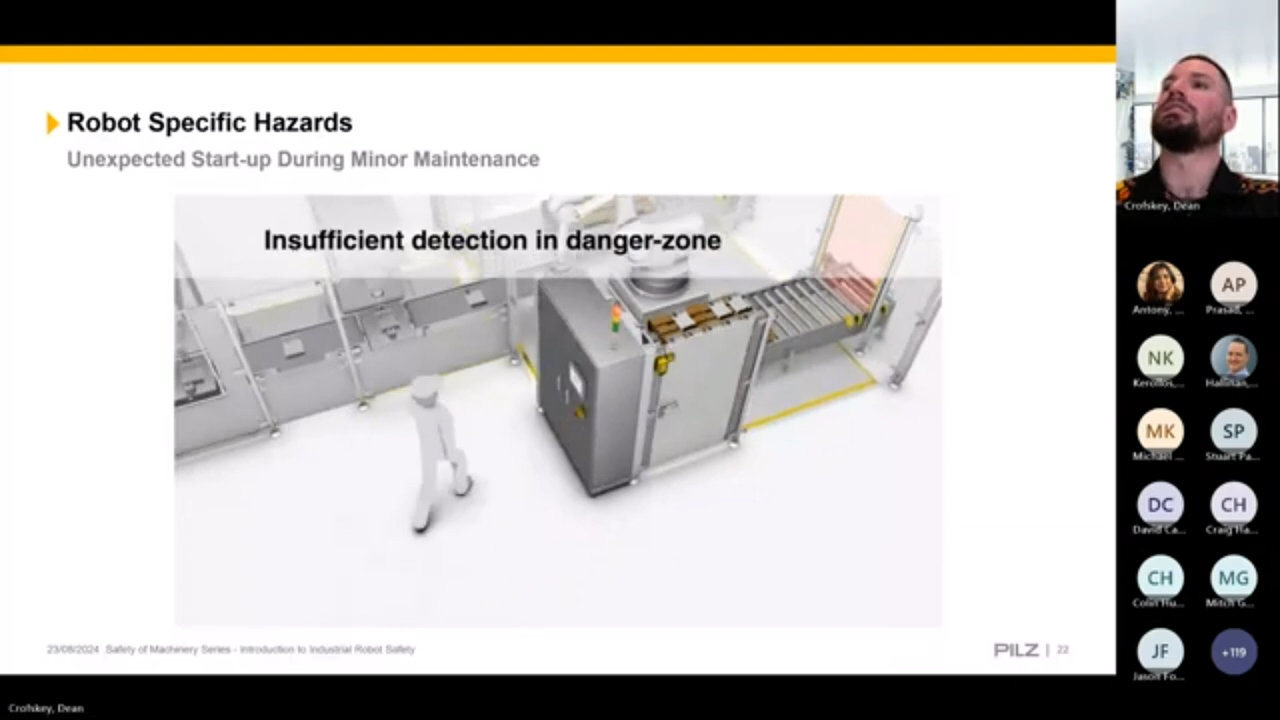 Robot Specific Hazards
Unexpected Start-up During Minor Maintenance
Insufficient detection in danger-zone
23/08/2024 Safety of Machinery Series - Introduction to Industrial Robot Safety
PILZ | 22
Crofskey, Dean
Antony, ...
AP
Prasad, ...
NK
Kerollos,...
Hallinan,...
MK
Michael ...
SP
Stuart Pa...
DC
David Ca...
CH
Craig Ha...
CH
Colin Hu...
MG
Mitch G...
JF
Jason Fo...
+119
Crofskey, Dean